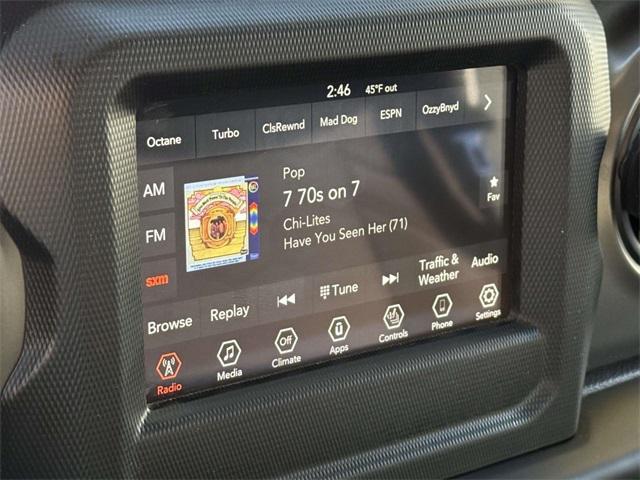 2:46 45°F out
Octane Turbo ClsRewnd Mad Dog ESPN OzzyBnyd
AM
Pop
7 70s on 7
Fav
FM
Chi-Lites
Have You Seen Her (71)
sxm
Browse Replay Tune Traffic & Weather Audio
Radio Media Climate Apps Controls Phone Settings
Off